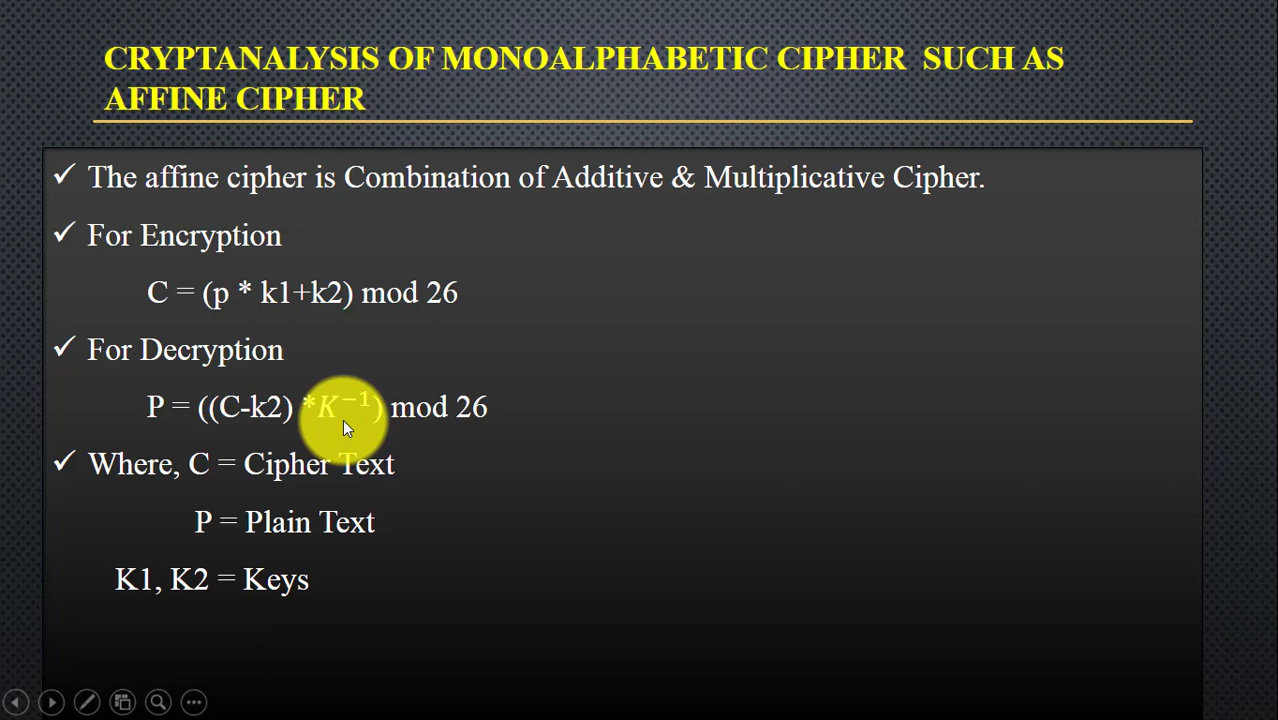 CRYPTANALYSIS OF MONOALPHABETIC CIPHER SUCH AS
AFFINE CIPHER
✓ The affine cipher is Combination of Additive & Multiplicative Cipher.
✓ For Encryption
C = (p * k1+k2) mod 26
✓ For Decryption
P = ((C-k2) *K⁻¹) mod 26
✓ Where, C = Cipher Text
P = Plain Text
K1, K2 = Keys